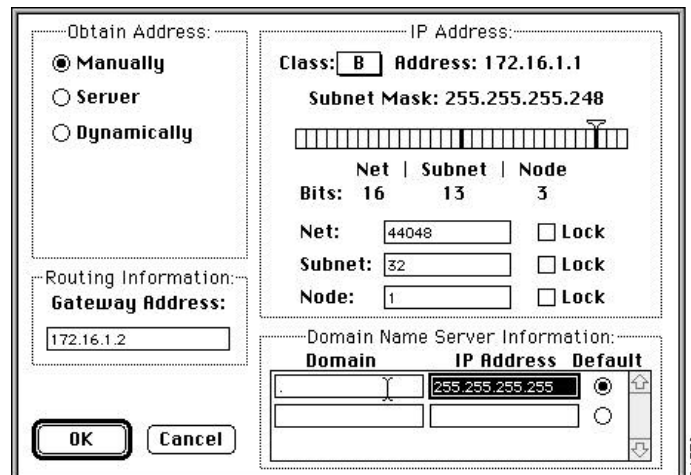 Obtain Address:
Manually
Server
Dynamically
Routing Information:
Gateway Address:
172.16.1.2
OK
Cancel
IP Address:
Class: B Address: 172.16.1.1
Subnet Mask: 255.255.255.248
Net | Subnet | Node
Bits: 16 13 3
Net: 44048 Lock
Subnet: 32 Lock
Node: 1 Lock
Domain Name Server Information:
Domain IP Address Default
. 255.255.255.255